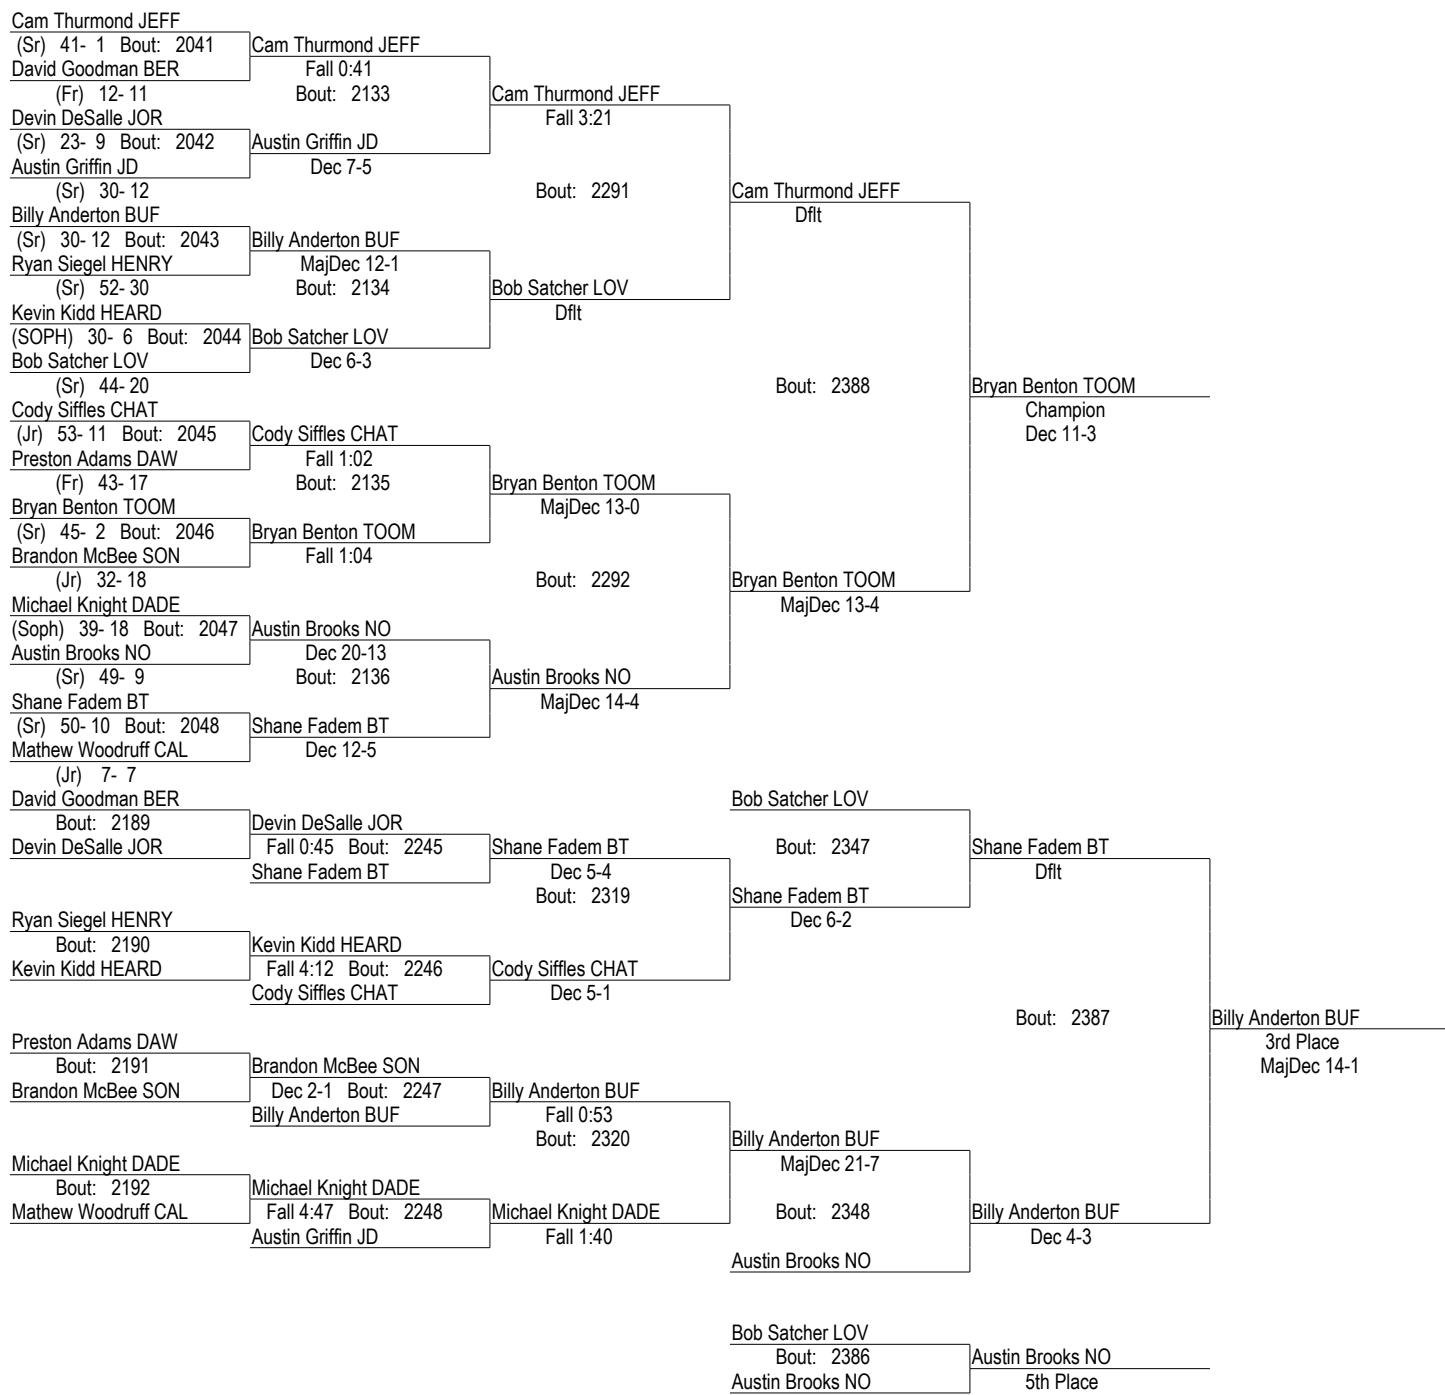 Cam Thurmond JEFF
(Sr) 41- 1 Bout: 2041 Cam Thurmond JEFF
David Goodman BER Fall 0:41
(Fr) 12- 11 Bout: 2133 Cam Thurmond JEFF
Devin DeSalle JOR Fall 3:21
(Sr) 23- 9 Bout: 2042 Austin Griffin JD
Austin Griffin JD Dec 7-5
(Sr) 30- 12 Bout: 2291 Cam Thurmond JEFF
Billy Anderton BUF Dflt
(Sr) 30- 12 Bout: 2043 Billy Anderton BUF
Ryan Siegel HENRY MajDec 12-1
(Sr) 52- 30 Bout: 2134 Bob Satcher LOV
Kevin Kidd HEARD Dflt
(SOPH) 30- 6 Bout: 2044 Bob Satcher LOV
Bob Satcher LOV Dec 6-3
(Sr) 44- 20 Bout: 2388 Bryan Benton TOOM
Cody Siffles CHAT Champion
(Jr) 53- 11 Bout: 2045 Cody Siffles CHAT Dec 11-3
Preston Adams DAW Fall 1:02
(Fr) 43- 17 Bout: 2135 Bryan Benton TOOM
Bryan Benton TOOM MajDec 13-0
(Sr) 45- 2 Bout: 2046 Bryan Benton TOOM
Brandon McBee SON Fall 1:04
(Jr) 32- 18 Bout: 2292 Bryan Benton TOOM
Michael Knight DADE MajDec 13-4
(Soph) 39- 18 Bout: 2047 Austin Brooks NO
Austin Brooks NO Dec 20-13
(Sr) 49- 9 Bout: 2136 Austin Brooks NO
Shane Fadem BT MajDec 14-4
(Sr) 50- 10 Bout: 2048 Shane Fadem BT
Mathew Woodruff CAL Dec 12-5
(Jr) 7- 7
David Goodman BER Bob Satcher LOV
Bout: 2189 Devin DeSalle JOR
Devin DeSalle JOR Fall 0:45 Bout: 2245 Shane Fadem BT Bout: 2347 Shane Fadem BT
Shane Fadem BT Dec 5-4 Dflt
Bout: 2319 Shane Fadem BT
Ryan Siegel HENRY Dec 6-2
Bout: 2190 Kevin Kidd HEARD
Kevin Kidd HEARD Fall 4:12 Bout: 2246 Cody Siffles CHAT
Cody Siffles CHAT Dec 5-1
Bout: 2387 Billy Anderton BUF
Preston Adams DAW 3rd Place
Bout: 2191 Brandon McBee SON MajDec 14-1
Brandon McBee SON Dec 2-1 Bout: 2247 Billy Anderton BUF
Billy Anderton BUF Fall 0:53
Bout: 2320 Billy Anderton BUF
Michael Knight DADE MajDec 21-7
Bout: 2192 Michael Knight DADE
Mathew Woodruff CAL Fall 4:47 Bout: 2248 Michael Knight DADE Bout: 2348 Billy Anderton BUF
Austin Griffin JD Fall 1:40 Dec 4-3
Austin Brooks NO
Bob Satcher LOV
Bout: 2386 Austin Brooks NO
Austin Brooks NO 5th Place